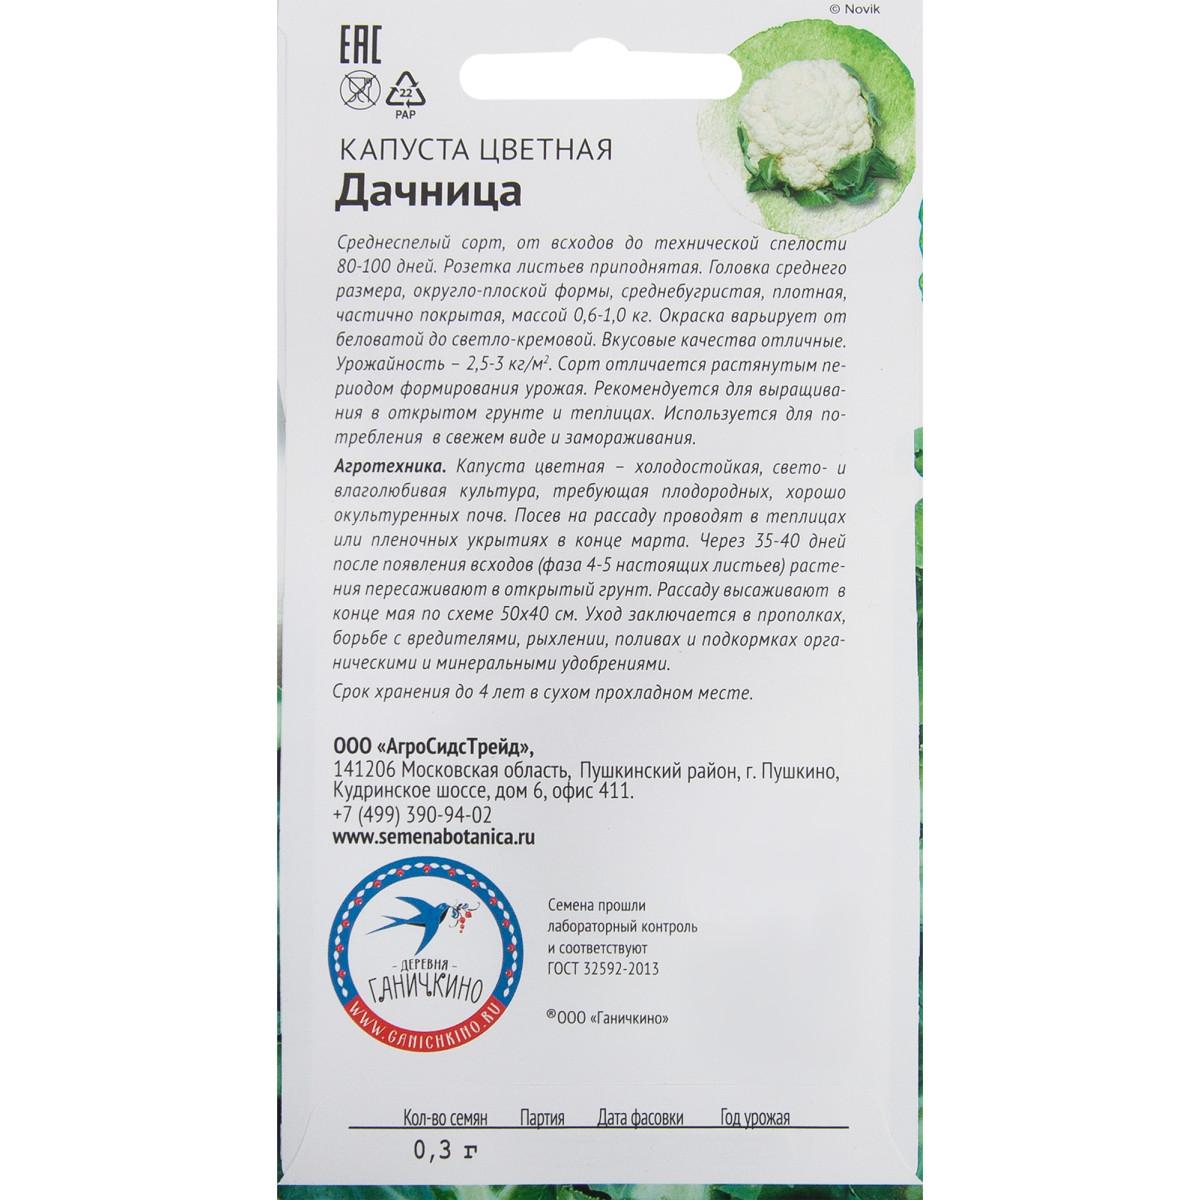 © Novik
EAC
22
PAP
КАПУСТА ЦВЕТНАЯ
Дачница
Среднеспелый сорт, от всходов до технической спелости
80-100 дней. Розетка листьев приподнятая. Головка среднего
размера, округло-плоской формы, среднебугристая, плотная,
частично покрытая, массой 0,6-1,0 кг. Окраска варьирует от
беловатой до светло-кремовой. Вкусовые качества отличные.
Урожайность – 2,5-3 кг/м². Сорт отличается растянутым пе-
риодом формирования урожая. Рекомендуется для выращива-
ния в открытом грунте и теплицах. Используется для по-
требления в свежем виде и замораживания.
Агротехника. Капуста цветная – холодостойкая, свето- и
влаголюбивая культура, требующая плодородных, хорошо
окультуренных почв. Посев на рассаду проводят в теплицах
или пленочных укрытиях в конце марта. Через 35-40 дней
после появления всходов (фаза 4-5 настоящих листьев) расте-
ния пересаживают в открытый грунт. Рассаду высаживают в
конце мая по схеме 50х40 см. Уход заключается в прополках,
борьбе с вредителями, рыхлении, поливах и подкормках орга-
ническими и минеральными удобрениями.
Срок хранения до 4 лет в сухом прохладном месте.
ООО «АгроСидсТрейд»,
141206 Московская область, Пушкинский район, г. Пушкино,
Кудринское шоссе, дом 6, офис 411.
+7 (499) 390-94-02
www.semenabotanica.ru
- ДЕРЕВНЯ -
ГАНИЧКИНО
WWW.GANICHKINO.RU
Семена прошли
лабораторный контроль
и соответствуют
ГОСТ 32592-2013
®ООО «Ганичкино»
Кол-во семян Партия Дата фасовки Год урожая
0,3 г